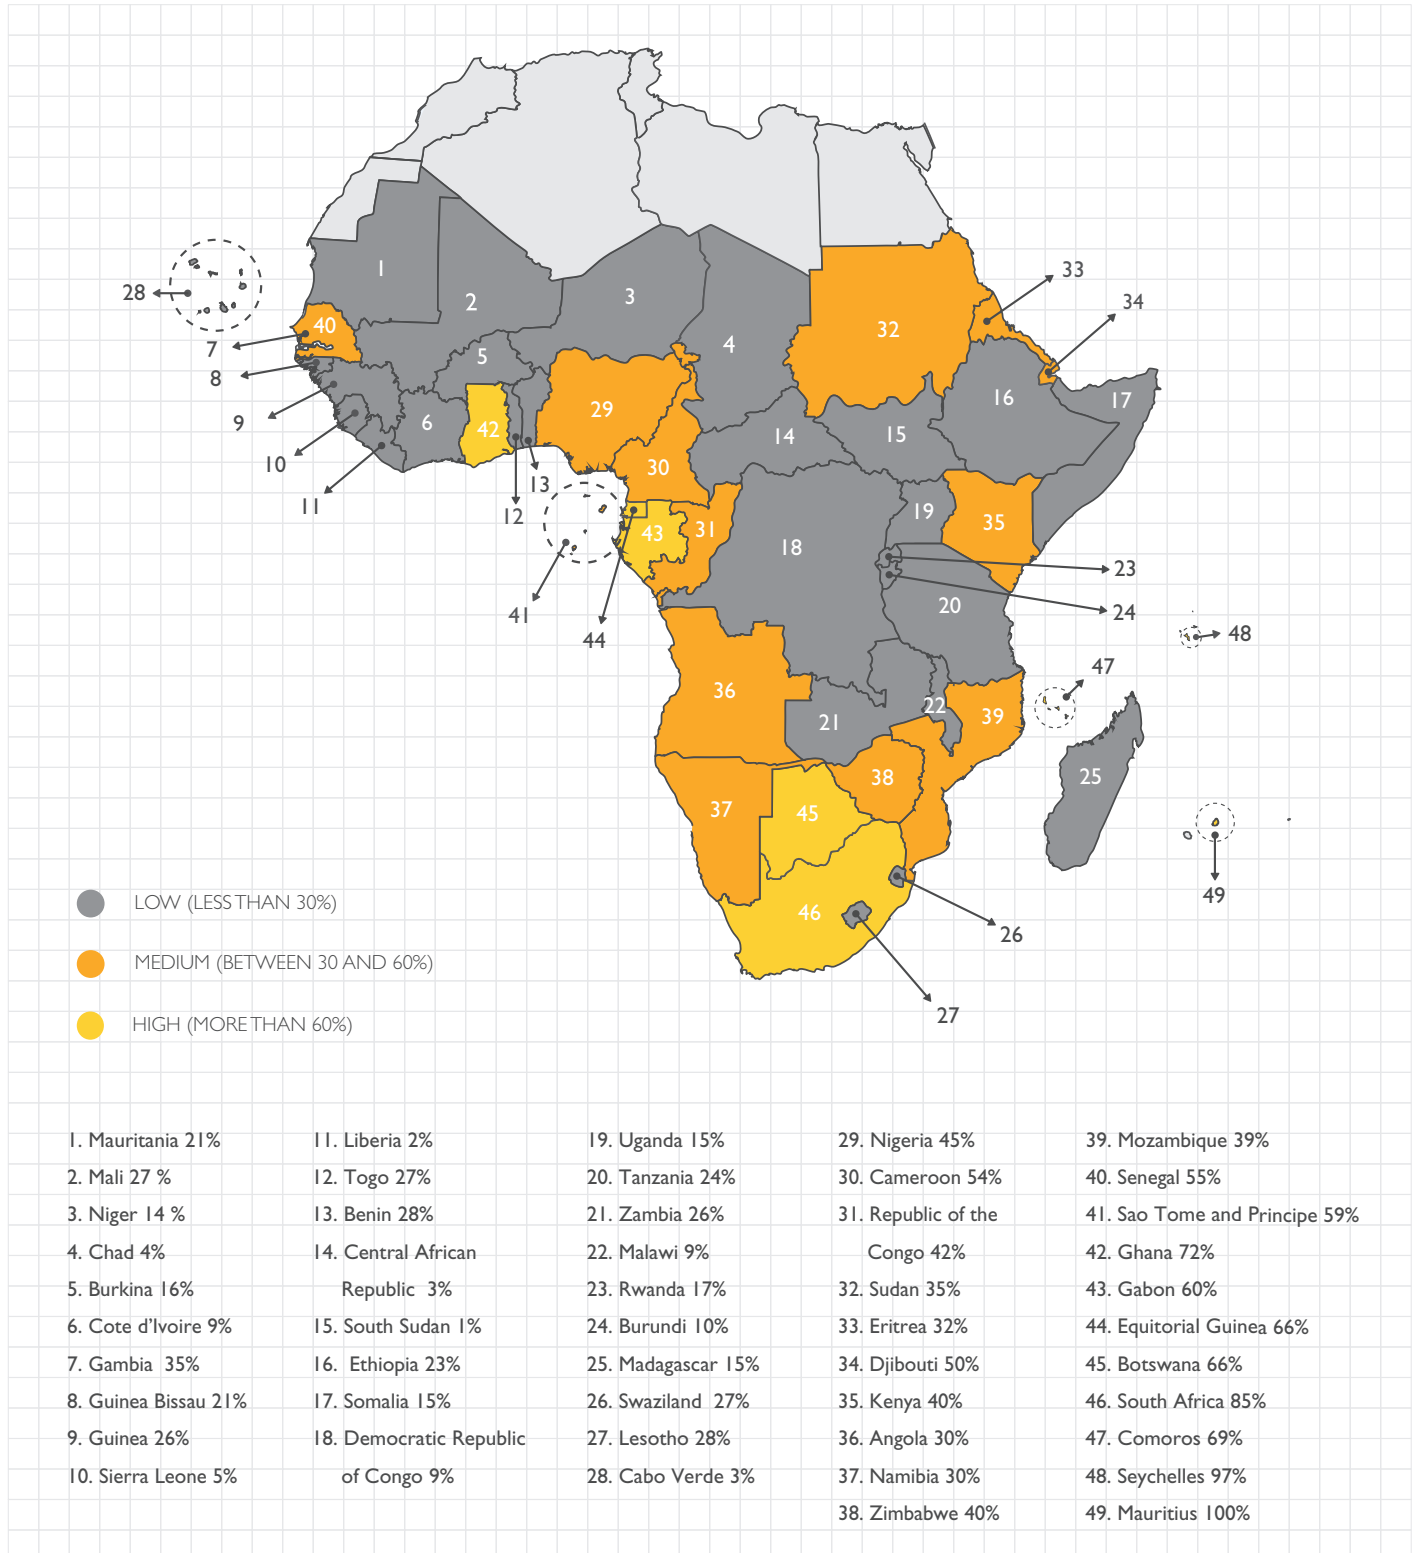 1
2
3
4
5
6
40
42
29
30
43
31
32
14
15
16
17
18
19
20
35
36
21
22
39
37
38
45
46
25
28
7
8
9
10
11
12
13
41
44
33
34
23
24
48
47
49
26
27
LOW (LESS THAN 30%)
MEDIUM (BETWEEN 30 AND 60%)
HIGH (MORE THAN 60%)
1. Mauritania 21%
2. Mali 27 %
3. Niger 14 %
4. Chad 4%
5. Burkina 16%
6. Cote d'Ivoire 9%
7. Gambia 35%
8. Guinea Bissau 21%
9. Guinea 26%
10. Sierra Leone 5%
11. Liberia 2%
12. Togo 27%
13. Benin 28%
14. Central African
Republic 3%
15. South Sudan 1%
16. Ethiopia 23%
17. Somalia 15%
18. Democratic Republic
of Congo 9%
19. Uganda 15%
20. Tanzania 24%
21. Zambia 26%
22. Malawi 9%
23. Rwanda 17%
24. Burundi 10%
25. Madagascar 15%
26. Swaziland 27%
27. Lesotho 28%
28. Cabo Verde 3%
29. Nigeria 45%
30. Cameroon 54%
31. Republic of the
Congo 42%
32. Sudan 35%
33. Eritrea 32%
34. Djibouti 50%
35. Kenya 40%
36. Angola 30%
37. Namibia 30%
38. Zimbabwe 40%
39. Mozambique 39%
40. Senegal 55%
41. Sao Tome and Principe 59%
42. Ghana 72%
43. Gabon 60%
44. Equitorial Guinea 66%
45. Botswana 66%
46. South Africa 85%
47. Comoros 69%
48. Seychelles 97%
49. Mauritius 100%